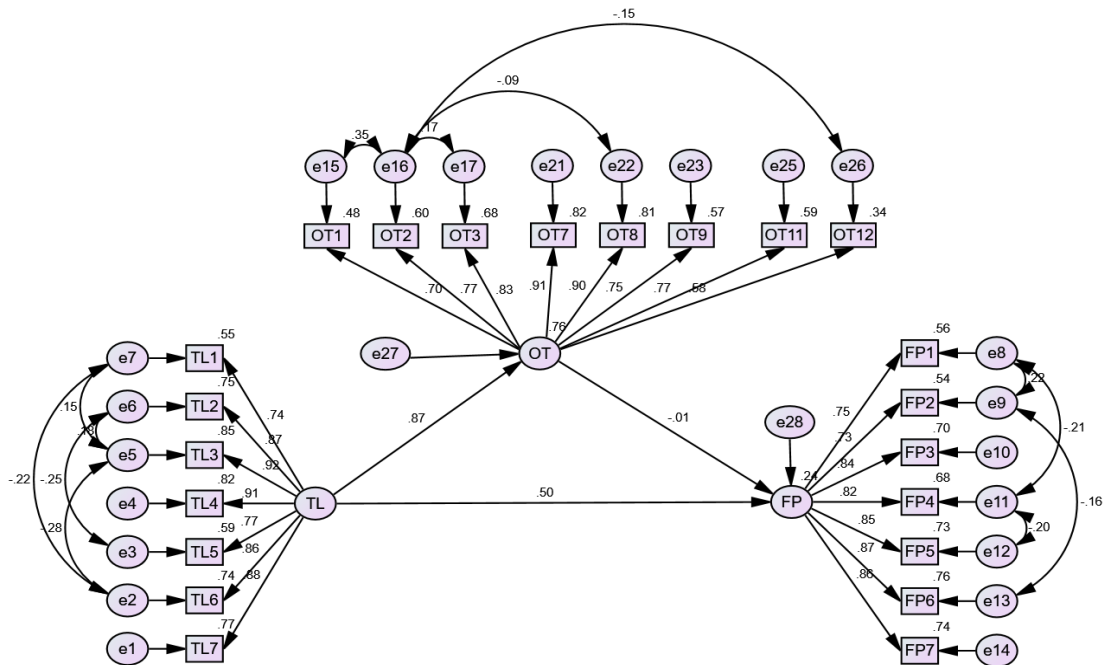 -.15
-.09
.35
.17
e15
e16
e17
e21
e22
e23
e25
e26
.48
.60
.68
.82
.81
.57
.59
.34
OT1
OT2
OT3
OT7
OT8
OT9
OT11
OT12
.70
.77
.83
.91
.90
.75
.77
.58
.76
e27
OT
.55
e7
TL1
.75
e6
TL2
.15
.85
e5
TL3
-.22
-.25
.82
e4
TL4
.59
-.28
e3
TL5
.74
e2
TL6
.77
e1
TL7
.74
.87
.92
.91
.77
.86
.88
TL
.87
-.01
.50
e28
.24
FP
.75
.73
.84
.82
.85
.87
.86
.56
FP1
e8
.22
.54
FP2
e9
.70
FP3
e10
-.21
.68
FP4
e11
-.16
.73
-.20
FP5
e12
.76
FP6
e13
.74
FP7
e14